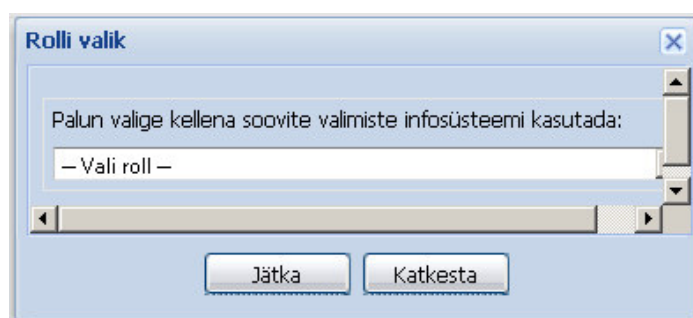 Rolli valik
Palun valige kellena soovite valimiste infosüsteemi kasutada:
-- Vali roll --
Jätka
Katkesta